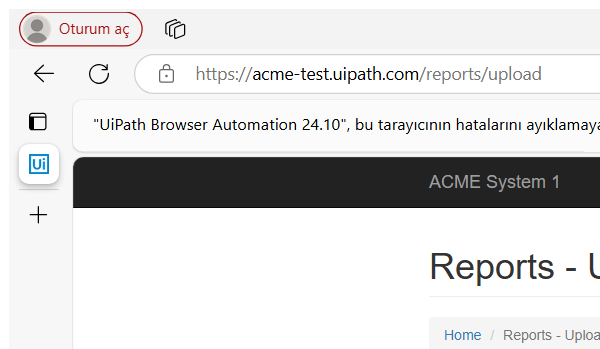 Oturum aç
https://acme-test.uipath.com/reports/upload
"UiPath Browser Automation 24.10", bu tarayıcının hatalarını ayıklamaya
Ui
ACME System 1
Reports - U
Home / Reports - Uploa